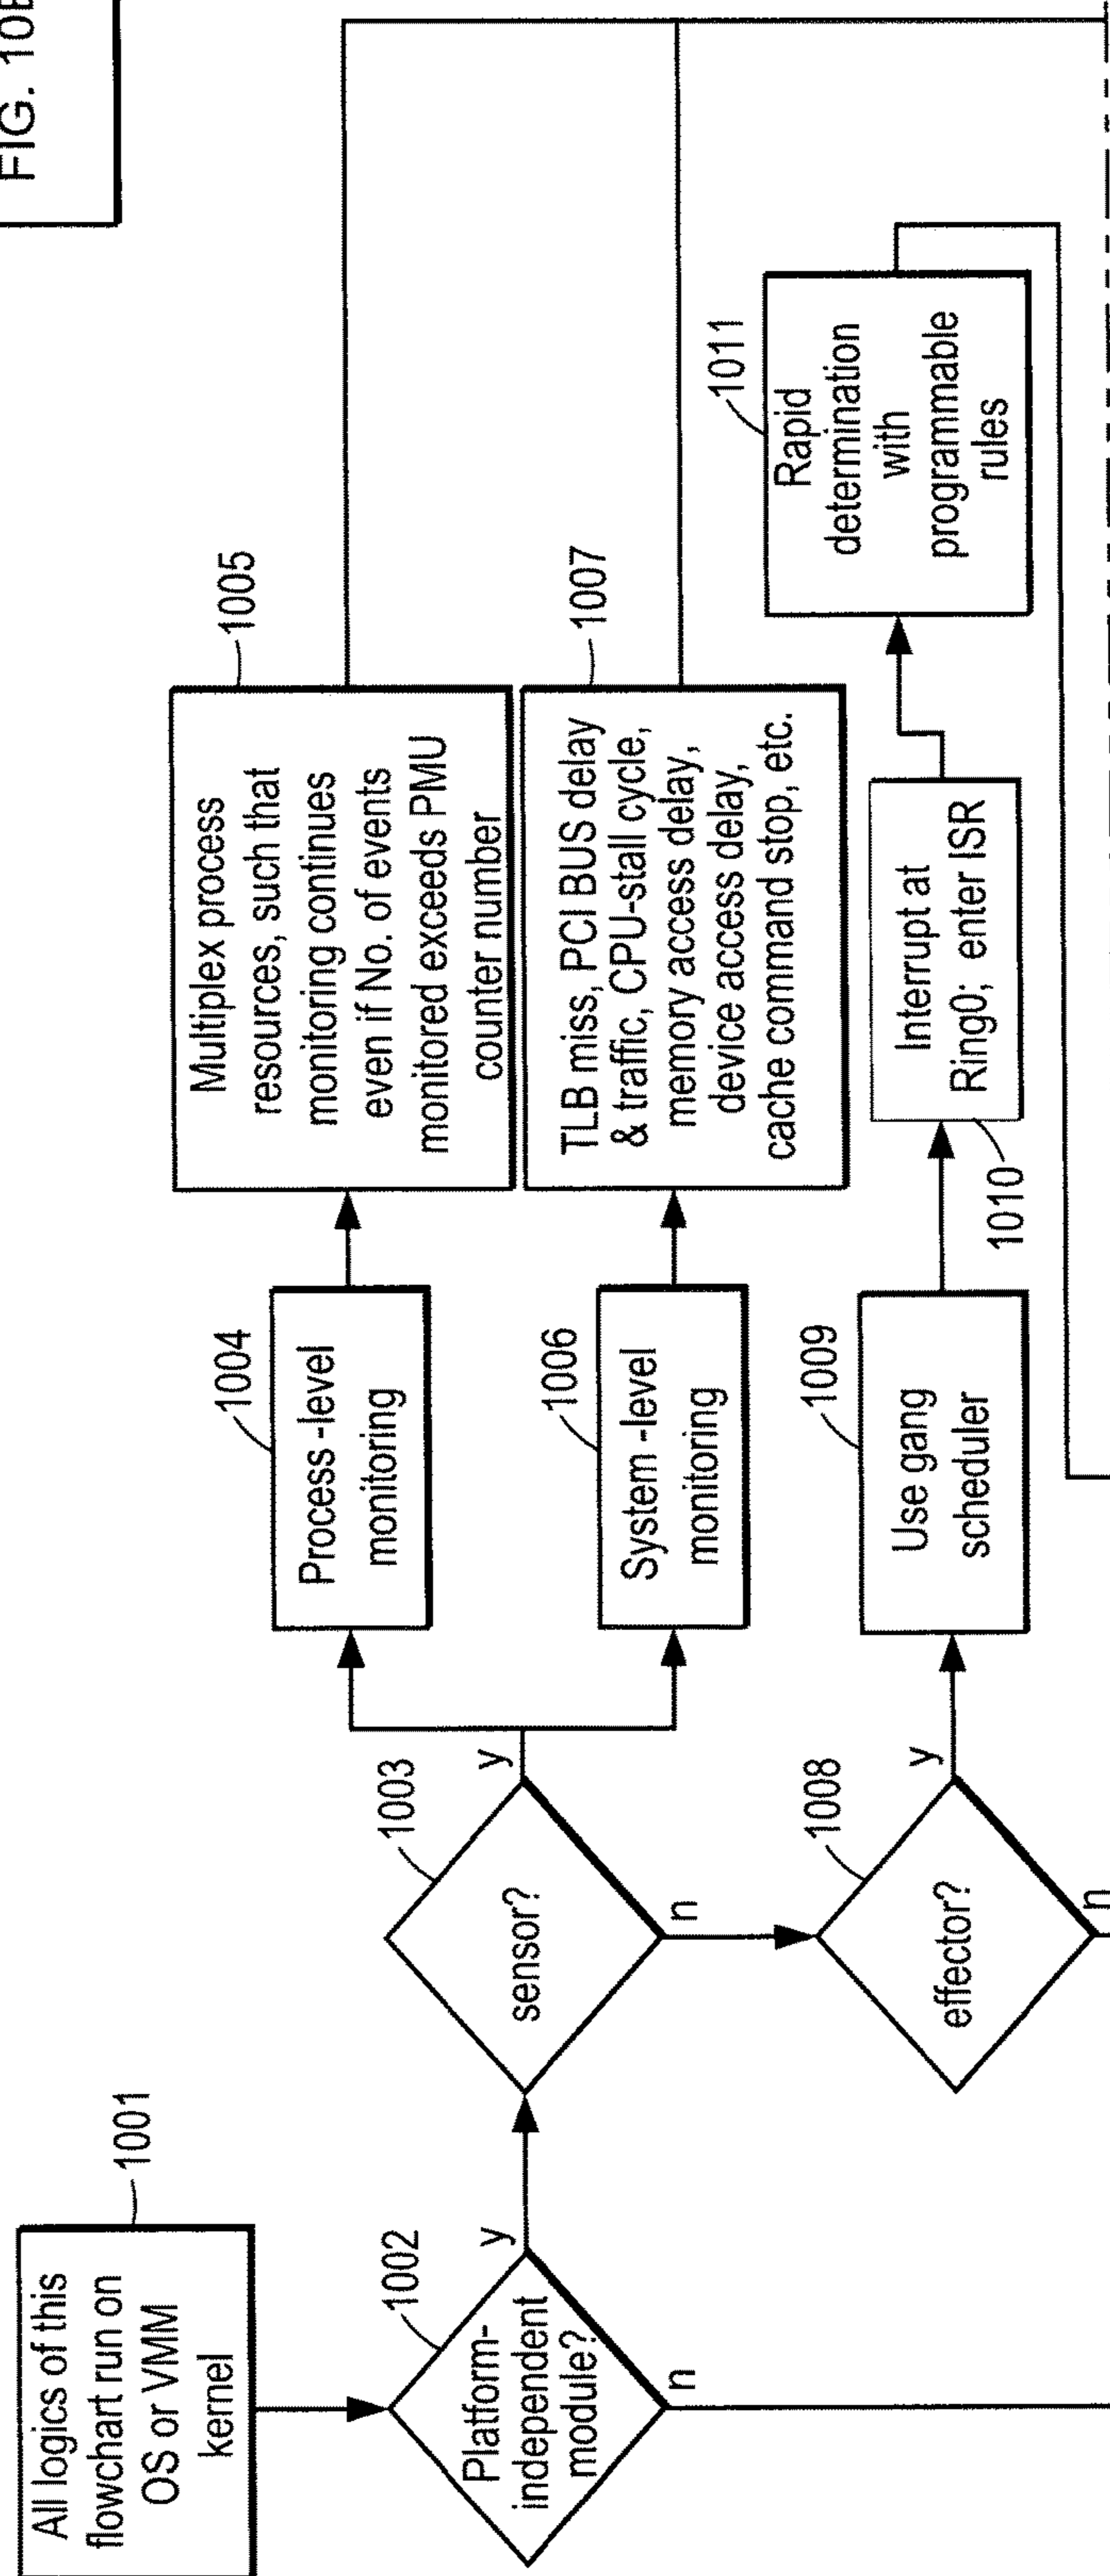 FIG. 10B
All logics of this
flowchart run on
OS or VMM
kernel
1001
Platform-
independent
module?
1002
y
n
sensor?
1003
y
n
Process -level
monitoring
1004
Multiplex process
resources, such that
monitoring continues
even if No. of events
monitored exceeds PMU
counter number
1005
System -level
monitoring
1006
TLB miss, PCI BUS delay
& traffic, CPU-stall cycle,
memory access delay,
device access delay,
cache command stop, etc.
1007
effector?
1008
y
n
Use gang
scheduler
1009
Interrupt at
Ring0; enter ISR
1010
Rapid
determination
with
programmable
rules
1011